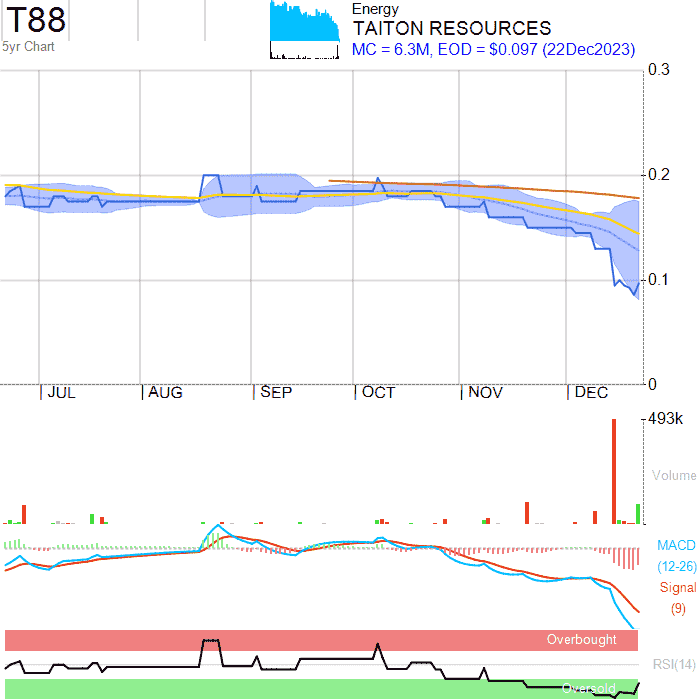 T88
5yr Chart
Energy
TAITON RESOURCES
MC = 6.3M, EOD = $0.097 (22Dec2023)
0.3
0.2
0.1
0
JUL
AUG
SEP
OCT
NOV
DEC
493k
Volume
MACD
(12-26)
Signal
(9)
Overbought
RSI(14)
Oversold